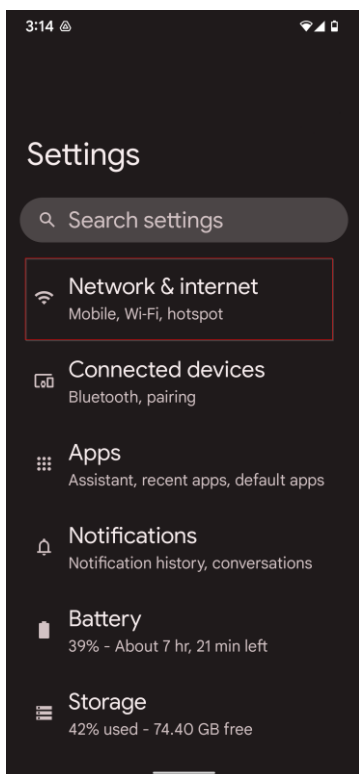 3:14
Settings
Search settings
Network & internet
Mobile, Wi-Fi, hotspot
Connected devices
Bluetooth, pairing
Apps
Assistant, recent apps, default apps
Notifications
Notification history, conversations
Battery
39% - About 7 hr, 21 min left
Storage
42% used - 74.40 GB free